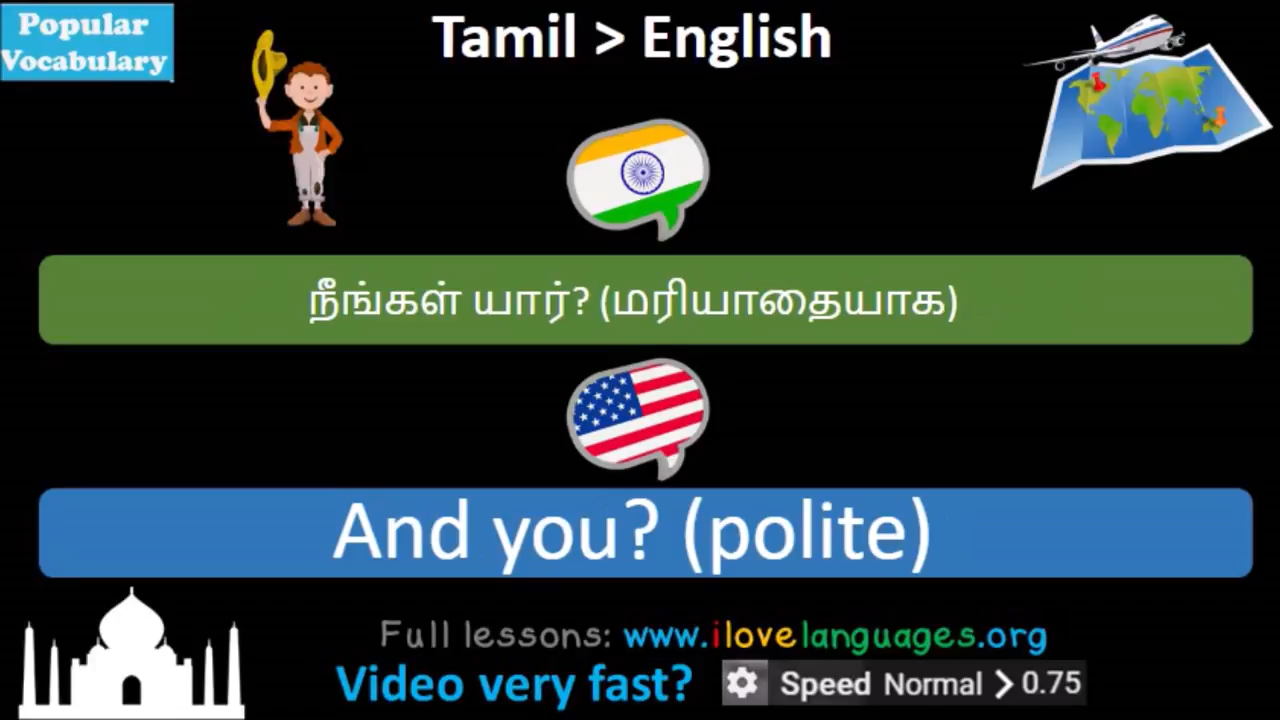 Popular
Vocabulary
Tamil > English
நீங்கள் யார்? (மரியாதையாக)
And you? (polite)
Full lessons: www.ilovelanguages.org
Video very fast? Speed Normal > 0.75